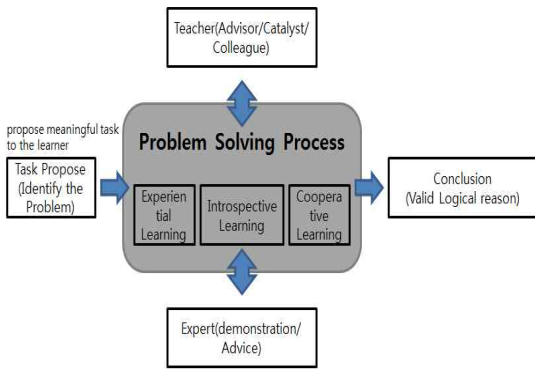 Teacher(Advisor/Catalyst/
Colleague)
propose meaningful task
to the learner
Task Propose
(Identify the
Problem)
Problem Solving Process
Experien
tial
Learning
Introspective
Learning
Coopera
ative
Learning
Conclusion
(Valid Logical reason)
Expert(demonstration/
Advice)